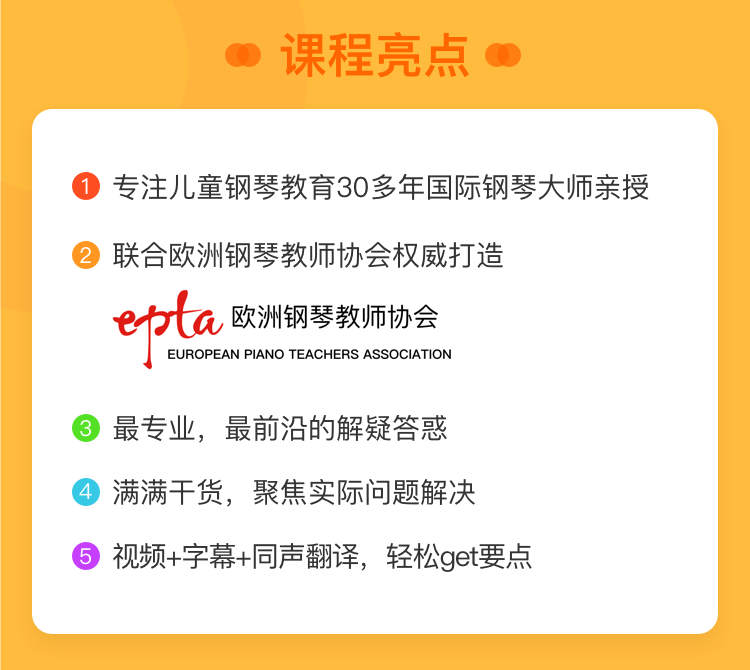 课程亮点
1 专注儿童钢琴教育30多年国际钢琴大师亲授
2 联合欧洲钢琴教师协会权威打造
epta 欧洲钢琴教师协会
EUROPEAN PIANO TEACHERS ASSOCIATION
3 最专业，最前沿的解疑答惑
4 满满干货，聚焦实际问题解决
5 视频+字幕+同声翻译，轻松get要点